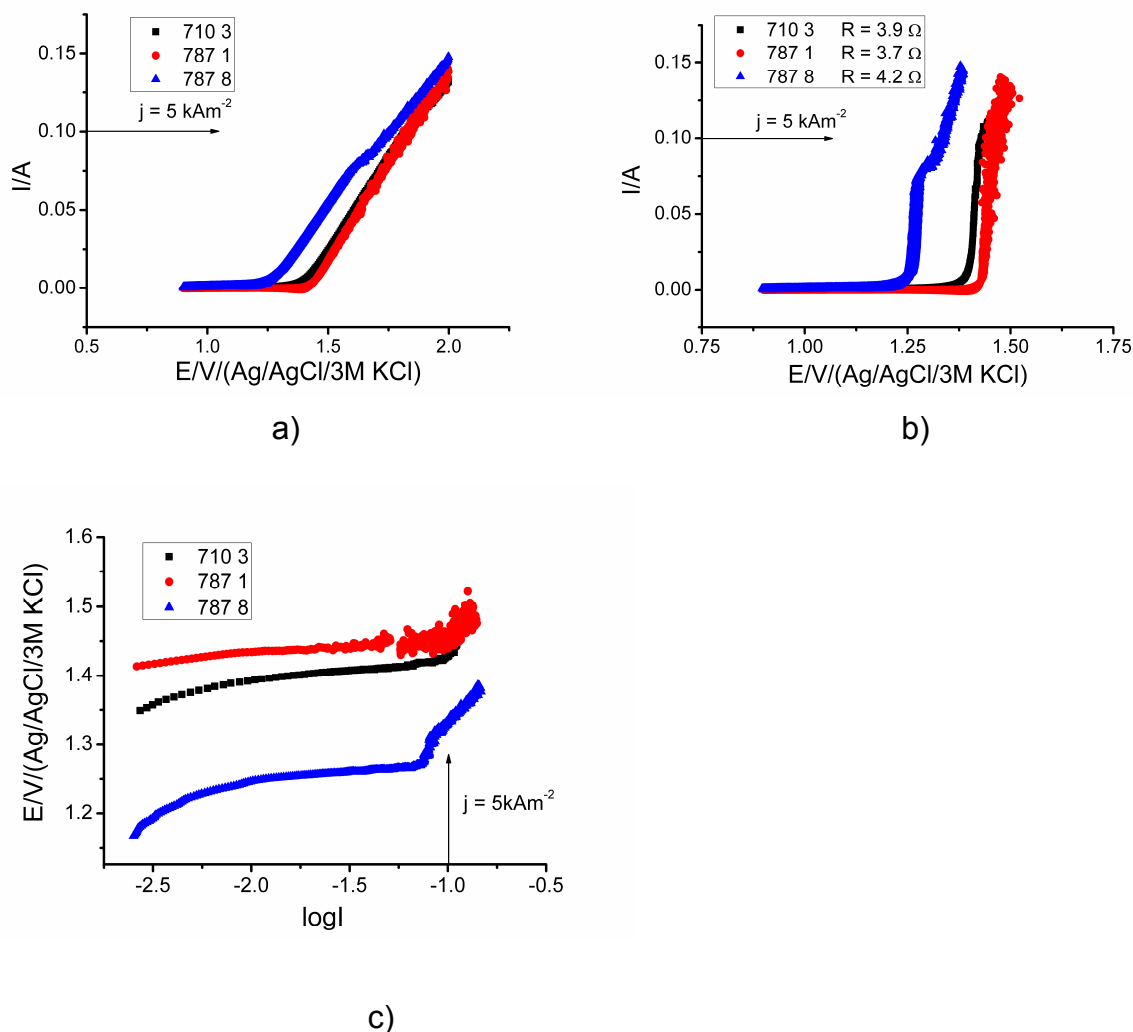 710 3
787 1
787 8
j = 5 kAm-2
0.15
0.10
0.05
0.00
I/A
0.5 1.0 1.5 2.0
E/V/(Ag/AgCl/3M KCl)
a)
710 3 R = 3.9 Ω
787 1 R = 3.7 Ω
787 8 R = 4.2 Ω
j = 5 kAm-2
0.15
0.10
0.05
0.00
I/A
0.75 1.00 1.25 1.50 1.75
E/V/(Ag/AgCl/3M KCl)
b)
710 3
787 1
787 8
1.6
1.5
1.4
1.3
1.2
E/V/(Ag/AgCl/3M KCl)
j = 5kAm-2
-2.5 -2.0 -1.5 -1.0 -0.5
logI
c)